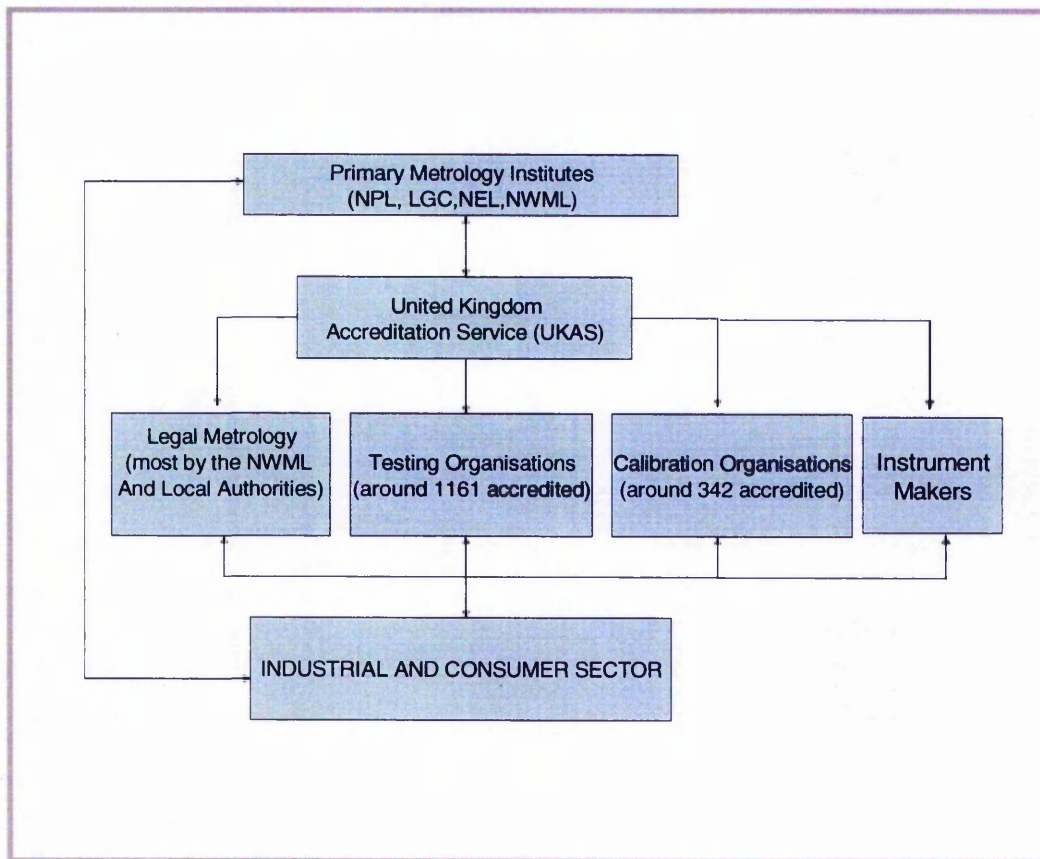 Primary Metrology Institutes
(NPL, LGC,NEL,NWML)
United Kingdom
Accreditation Service (UKAS)
Legal Metrology
(most by the NWML
And Local Authorities)
Testing Organisations
(around 1161 accredited)
Calibration Organisations
(around 342 accredited)
Instrument
Makers
INDUSTRIAL AND CONSUMER SECTOR